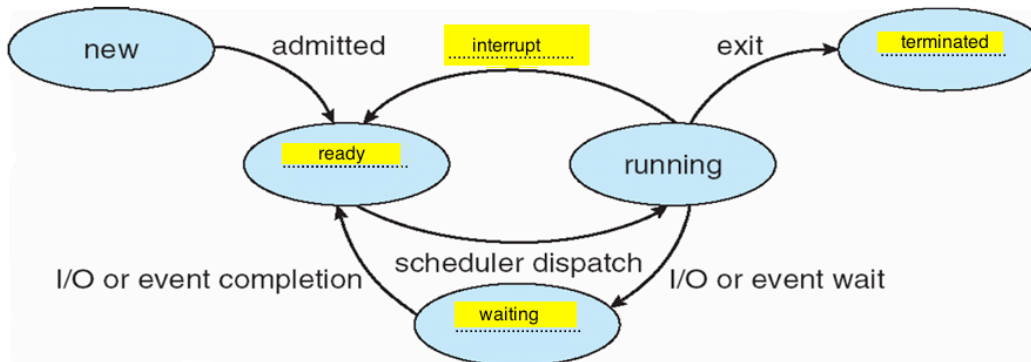 new
admitted
interrupt
exit
terminated
ready
running
I/O or event completion
scheduler dispatch
I/O or event wait
waiting